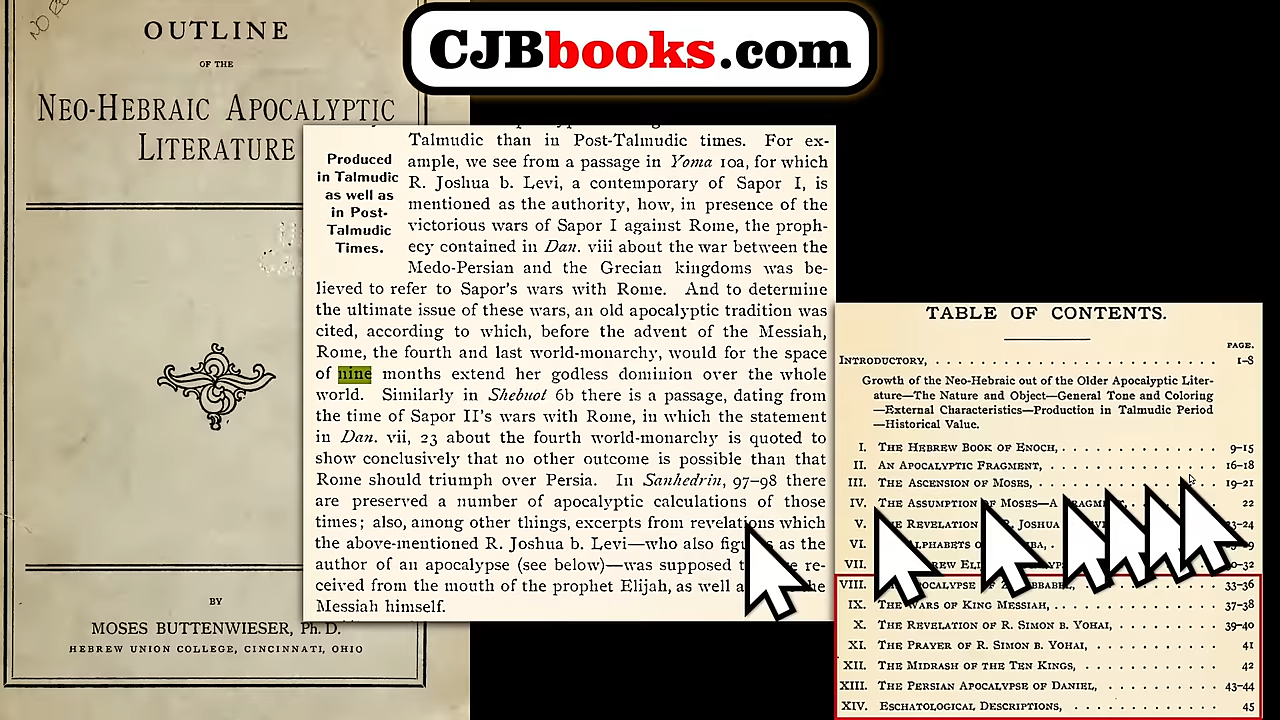 NO
OUTLINE
OF THE
NEO-HEBRAIC APOCALYPTIC
LITERATURE
BY
MOSES BUTTENWIESER, Ph. D.
HEBREW UNION COLLEGE, CINCINNATI, OHIO
CJBbooks.com
Produced
in Talmudic
as well as
in Post-
Talmudic
Times.
Talmudic than in Post-Talmudic times. For ex-
ample, we see from a passage in Yoma 10a, for which
R. Joshua b. Levi, a contemporary of Sapor I, is
mentioned as the authority, how, in presence of the
victorious wars of Sapor I against Rome, the proph-
ecy contained in Dan. viii about the war between the
Medo-Persian and the Grecian kingdoms was be-
lieved to refer to Sapor's wars with Rome. And to determine
the ultimate issue of these wars, an old apocalyptic tradition was
cited, according to which, before the advent of the Messiah,
Rome, the fourth and last world-monarchy, would for the space
of nine months extend her godless dominion over the whole
world. Similarly in Shebuot 6b there is a passage, dating from
the time of Sapor II's wars with Rome, in which the statement
in Dan. vii, 23 about the fourth world-monarchy is quoted to
show conclusively that no other outcome is possible than that
Rome should triumph over Persia. In Sanhedrin, 97-98 there
are preserved a number of apocalyptic calculations of those
times; also, among other things, excerpts from revelations which
the above-mentioned R. Joshua b. Levi—who also as the
author of an apocalypse (see below)—was supposed re-
ceived from the mouth of the prophet Elijah, as well
Messiah himself.
TABLE OF CONTENTS.
PAGE.
INTRODUCTORY, 1-8
Growth of the Neo-Hebraic out of the Older Apocalyptic Liter-
ature—The Nature and Object—General Tone and Coloring
—External Characteristics—Production in Talmudic Period
—Historical Value.
I. THE HEBREW BOOK OF ENOCH, 9-15
II. AN APOCALYPTIC FRAGMENT, 16-18
III. THE ASCENSION OF MOSES, 19-21
IV. THE ASSUMPTION OF MOSES—A 22
V. REVELATION JOSHUA
VI. ALPHABETS OF
VII.
VIII. APOCALYPSE OF 33-36
IX. THE WARS OF KING MESSIAH, 37-38
X. THE REVELATION OF R. SIMON B. YOHAI, 39-40
XI. THE PRAYER OF R. SIMON B. YOHAI, 41
XII. THE MIDRASH OF THE TEN KINGS, 42
XIII. THE PERSIAN APOCALYPSE OF DANIEL, 43-44
XIV. ESCHATOLOGICAL DESCRIPTIONS, 45